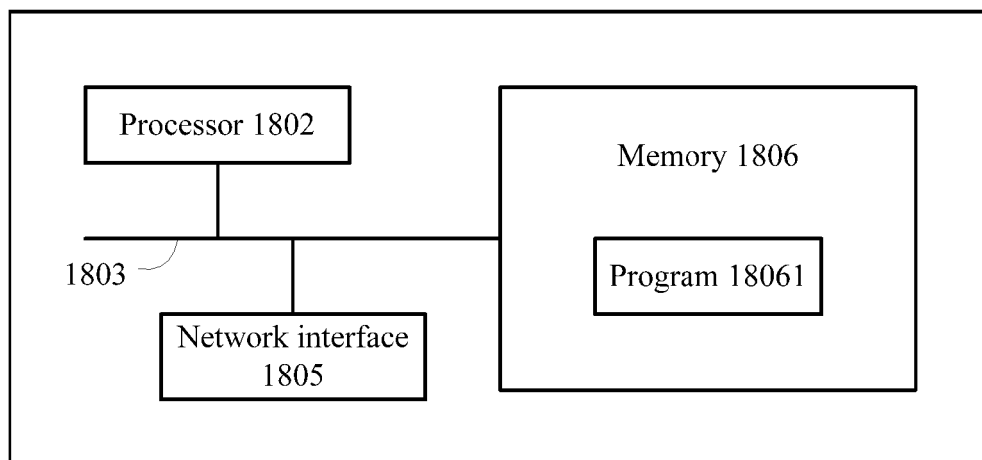 Processor 1802
Memory 1806
1803
Program 18061
Network interface
1805